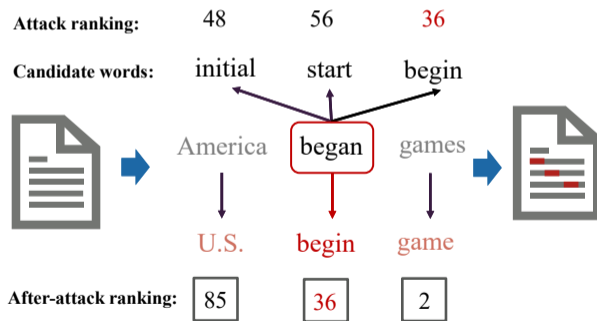 Attack ranking: 48 56 36
Candidate words: initial start begin
America began games
U.S. begin game
After-attack ranking: 85 36 2